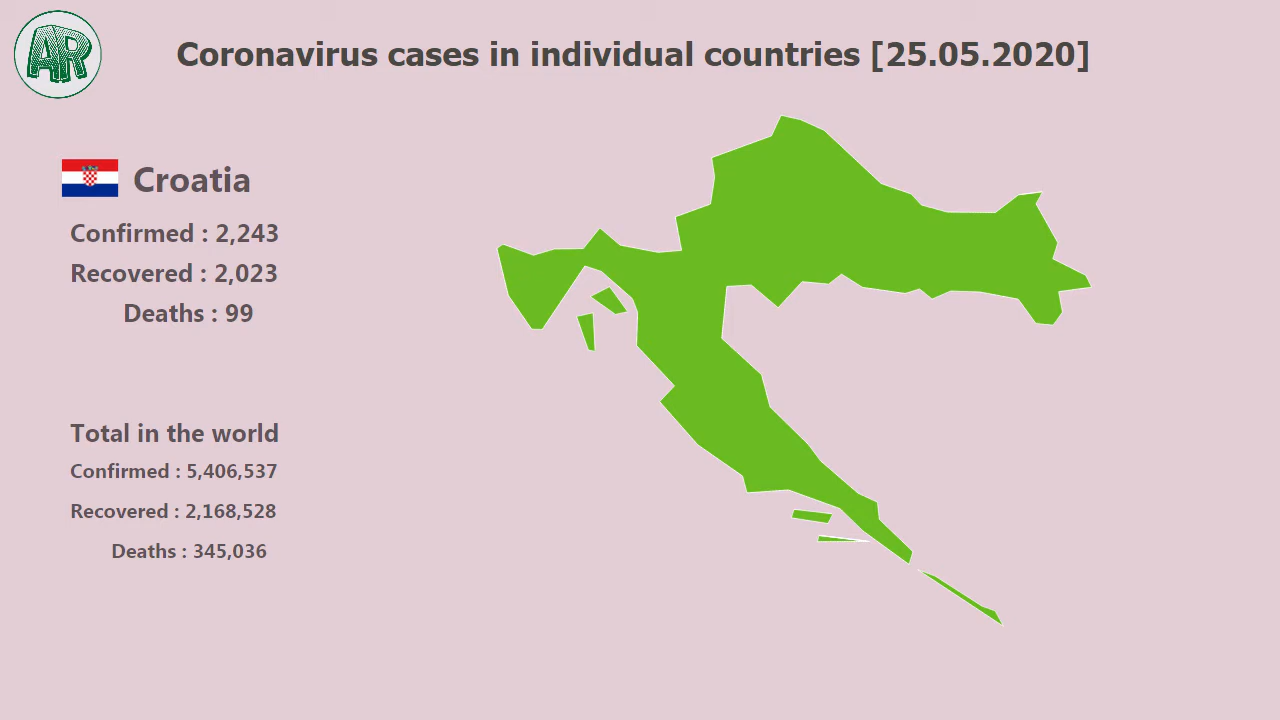 AR
Coronavirus cases in individual countries [25.05.2020]
Croatia
Confirmed : 2,243
Recovered : 2,023
Deaths : 99
Total in the world
Confirmed : 5,406,537
Recovered : 2,168,528
Deaths : 345,036